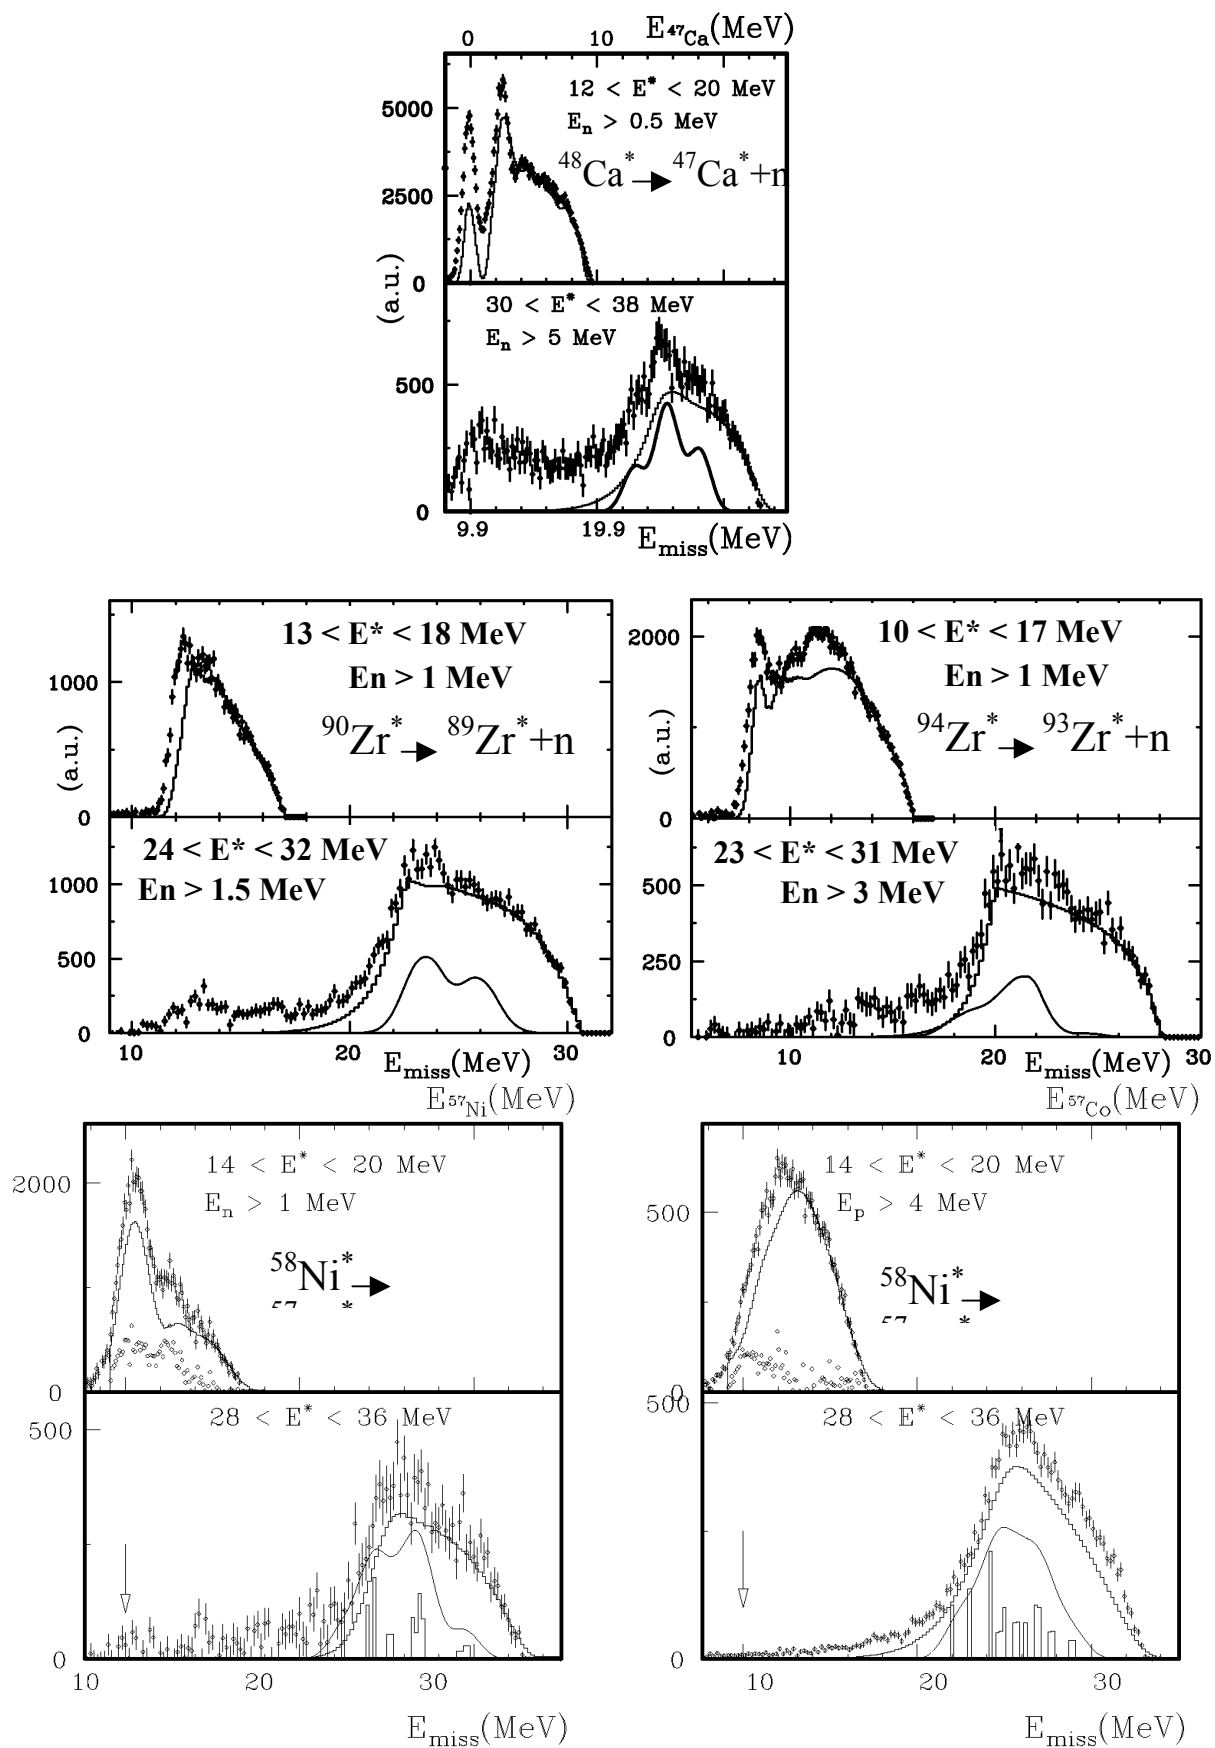 E 47Ca(MeV)
0 10
12 < E* < 20 MeV
En > 0.5 MeV
48Ca* → 47Ca*+n
5000
2500
0
(a.u.)
30 < E* < 38 MeV
En > 5 MeV
500
0
9.9 19.9
Emiss(MeV)
13 < E* < 18 MeV
En > 1 MeV
90Zr* → 89Zr*+n
1000
0
(a.u.)
24 < E* < 32 MeV
En > 1.5 MeV
1000
500
0
10 20 30
Emiss(MeV)
10 < E* < 17 MeV
En > 1 MeV
94Zr* → 93Zr*+n
2000
0
(a.u.)
23 < E* < 31 MeV
En > 3 MeV
500
250
0
10 20 30
Emiss(MeV)
E 57Ni(MeV)
14 < E* < 20 MeV
En > 1 MeV
58Ni* →
57 *
2000
0
28 < E* < 36 MeV
500
0
10 20 30
Emiss(MeV)
E 57Co(MeV)
14 < E* < 20 MeV
Ep > 4 MeV
58Ni* →
57 *
500
0
28 < E* < 36 MeV
500
0
10 20 30
Emiss(MeV)